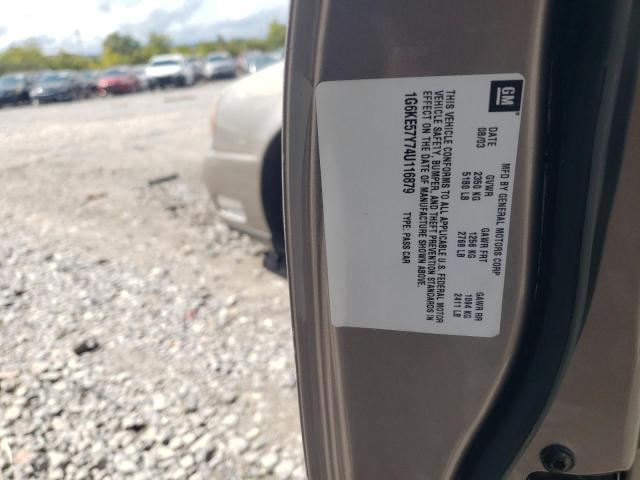 GM
MFD BY GENERAL MOTORS CORP
DATE GVWR GAWR FRT GAWR RR
08/03 2350 KG 1256 KG 1094 KG
5180 LB 2769 LB 2411 LB
THIS VEHICLE CONFORMS TO ALL APPLICABLE U.S. FEDERAL MOTOR
VEHICLE SAFETY, BUMPER, AND THEFT PREVENTION STANDARDS IN
EFFECT ON THE DATE OF MANUFACTURE SHOWN ABOVE.
1G6KE57Y74U116879 TYPE: PASS CAR